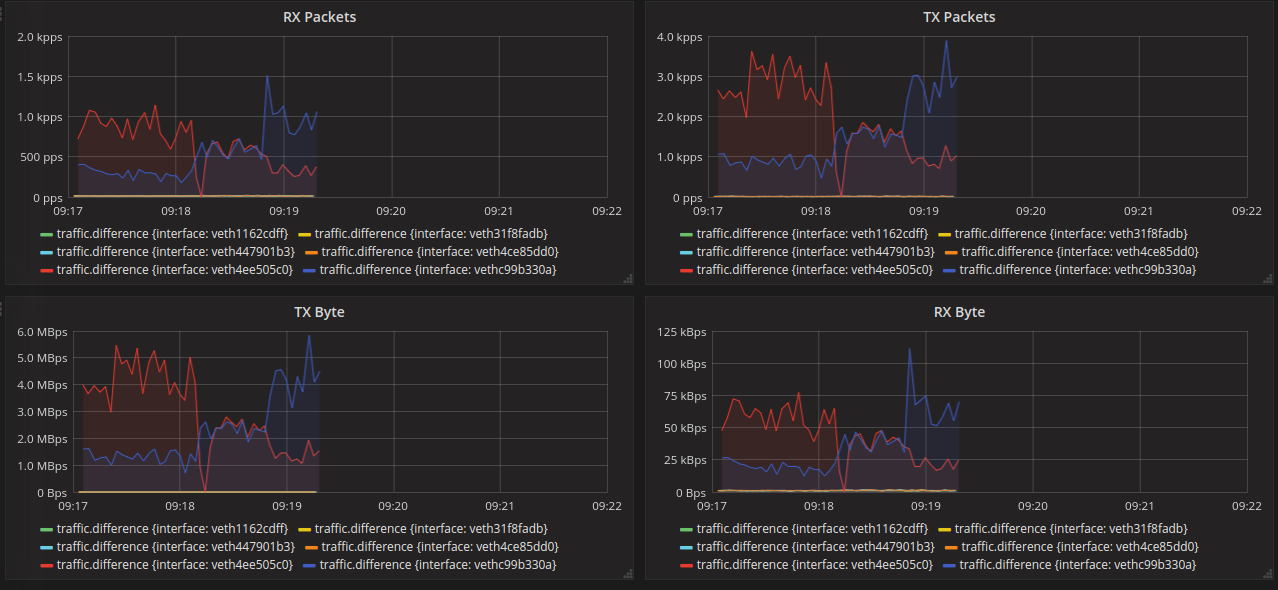 RX Packets
2.0 kpps
1.5 kpps
1.0 kpps
500 pps
0 pps
09:17 09:18 09:19 09:20 09:21 09:22
traffic.difference {interface: veth1162cdff} traffic.difference {interface: veth31f8fadb}
traffic.difference {interface: veth447901b3} traffic.difference {interface: veth4ce85dd0}
traffic.difference {interface: veth4ee505c0} traffic.difference {interface: vethc99b330a}
TX Packets
4.0 kpps
3.0 kpps
2.0 kpps
1.0 kpps
0 pps
09:17 09:18 09:19 09:20 09:21 09:22
traffic.difference {interface: veth1162cdff} traffic.difference {interface: veth31f8fadb}
traffic.difference {interface: veth447901b3} traffic.difference {interface: veth4ce85dd0}
traffic.difference {interface: veth4ee505c0} traffic.difference {interface: vethc99b330a}
TX Byte
6.0 MBps
5.0 MBps
4.0 MBps
3.0 MBps
2.0 MBps
1.0 MBps
0 Bps
09:17 09:18 09:19 09:20 09:21 09:22
traffic.difference {interface: veth1162cdff} traffic.difference {interface: veth31f8fadb}
traffic.difference {interface: veth447901b3} traffic.difference {interface: veth4ce85dd0}
traffic.difference {interface: veth4ee505c0} traffic.difference {interface: vethc99b330a}
RX Byte
125 kBps
100 kBps
75 kBps
50 kBps
25 kBps
0 Bps
09:17 09:18 09:19 09:20 09:21 09:22
traffic.difference {interface: veth1162cdff} traffic.difference {interface: veth31f8fadb}
traffic.difference {interface: veth447901b3} traffic.difference {interface: veth4ce85dd0}
traffic.difference {interface: veth4ee505c0} traffic.difference {interface: vethc99b330a}